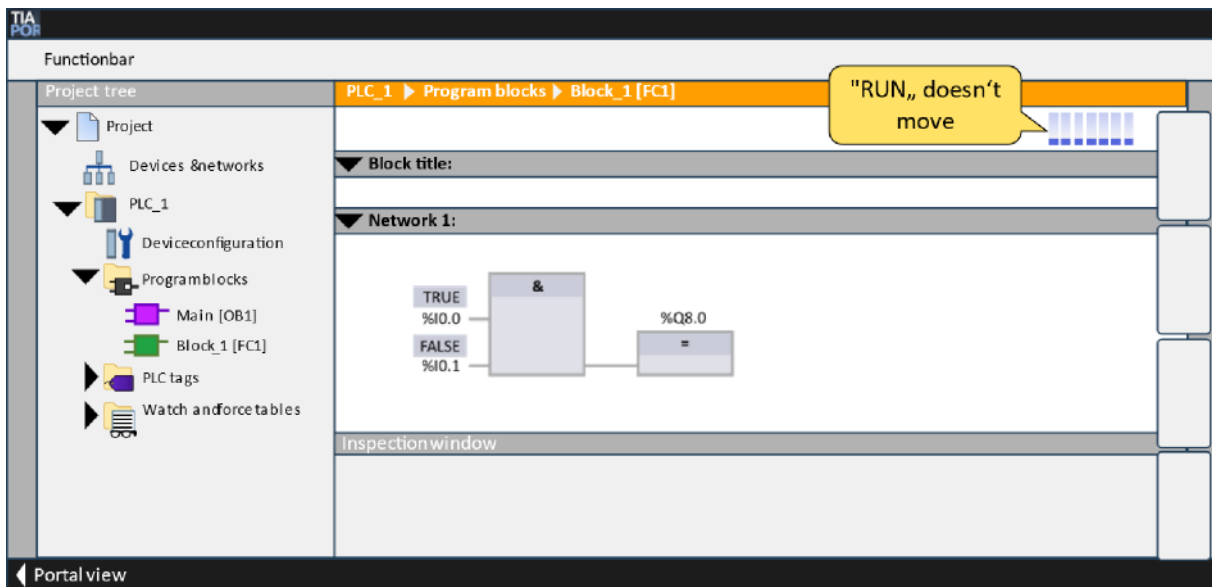 TIA
POR
Functionbar
Project tree
Project
Devices &networks
PLC_1
Deviceconfiguration
Programblocks
Main [OB1]
Block_1 [FC1]
PLC tags
Watch andforcetables
PLC_1 Program blocks Block_1 [FC1]
"RUN„ doesn‘t
move
Block title:
Network 1:
&
TRUE
%I0.0
FALSE
%I0.1
%Q8.0
=
Inspectionwindow
Portal view